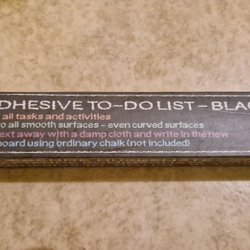 DHESIVE TO-DO LIST - BLAC
all tasks and activities
o all smooth surfaces - even curved surfaces
ext away with a damp cloth and write in the new
board using ordinary chalk (not included)